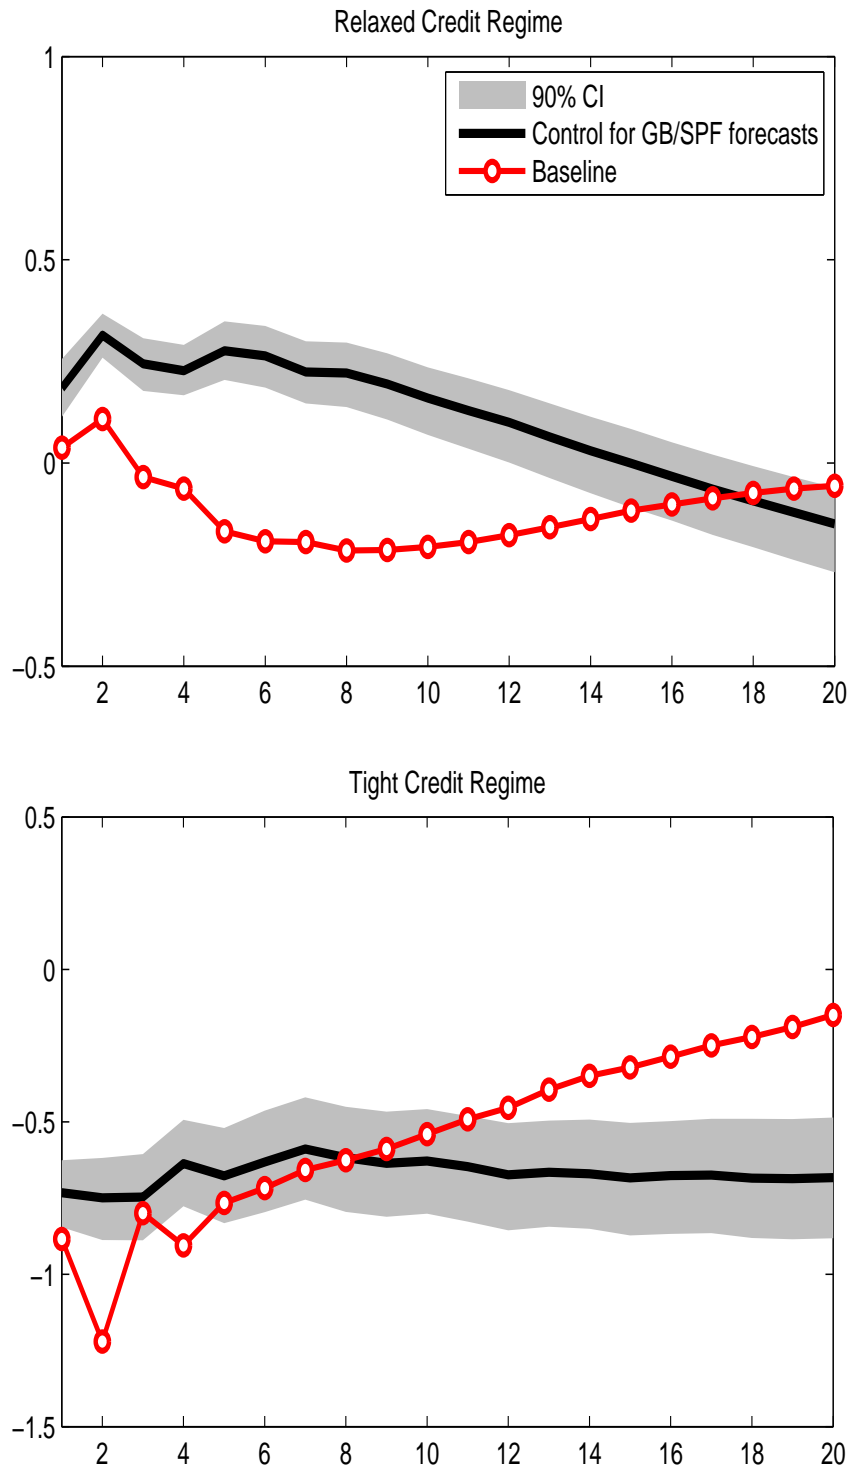 Relaxed Credit Regime
1
90% CI
Control for GB/SPF forecasts
Baseline
0.5
0
−0.5
2 4 6 8 10 12 14 16 18 20
Tight Credit Regime
0.5
0
−0.5
−1
−1.5
2 4 6 8 10 12 14 16 18 20